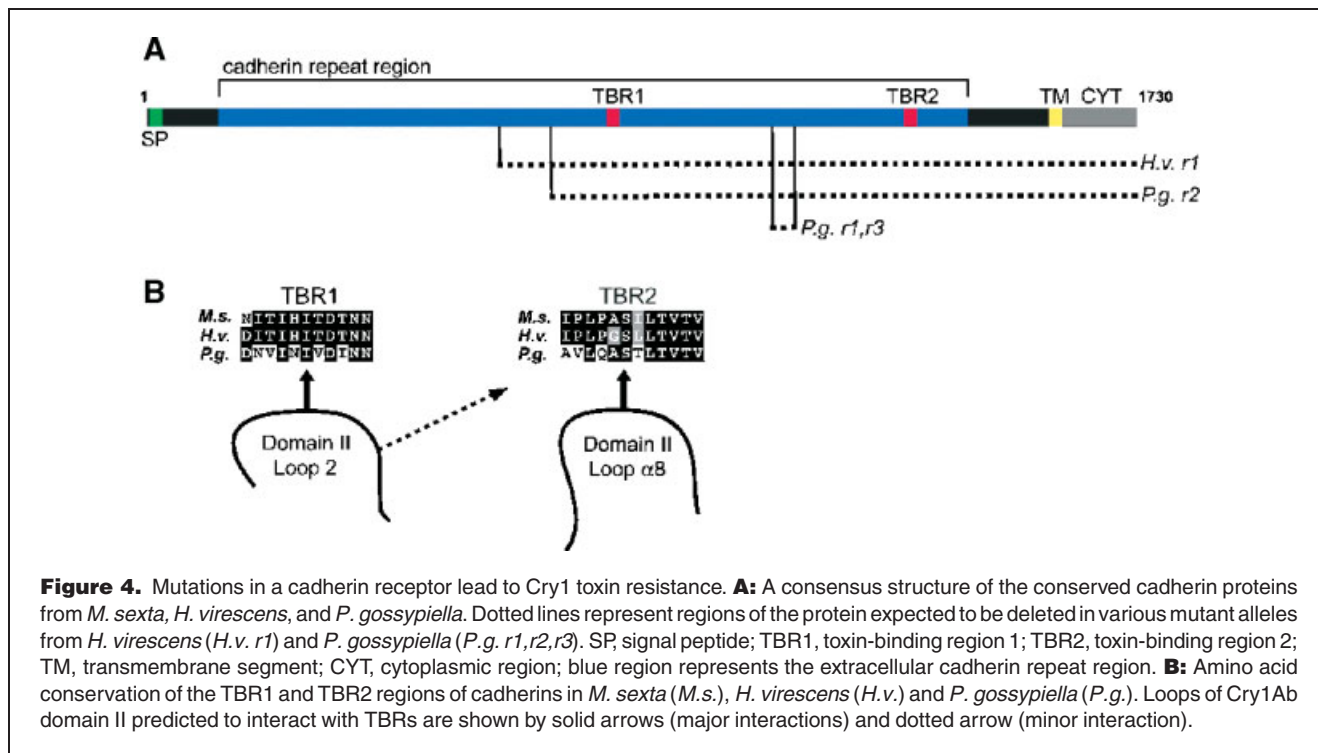 A
cadherin repeat region
1 TBR1 TBR2 TM CYT 1730
SP
H.v. r1
P.g. r2
P.g. r1,r3
B
TBR1 TBR2
M.s. NITIHITDTNN M.s. IPLPASILTVTV
H.v. DITIHITDTNN H.v. IPLPGSLLTVTV
P.g. DNVINIVDINN P.g. AVLQASTLTVTV
Domain II Domain II
Loop 2 Loop α8
Figure 4. Mutations in a cadherin receptor lead to Cry1 toxin resistance. A: A consensus structure of the conserved cadherin proteins
from M. sexta, H. virescens, and P. gossypiella. Dotted lines represent regions of the protein expected to be deleted in various mutant alleles
from H. virescens (H.v. r1) and P. gossypiella (P.g. r1,r2,r3). SP, signal peptide; TBR1, toxin-binding region 1; TBR2, toxin-binding region 2;
TM, transmembrane segment; CYT, cytoplasmic region; blue region represents the extracellular cadherin repeat region. B: Amino acid
conservation of the TBR1 and TBR2 regions of cadherins in M. sexta (M.s.), H. virescens (H.v.) and P. gossypiella (P.g.). Loops of Cry1Ab
domain II predicted to interact with TBRs are shown by solid arrows (major interactions) and dotted arrow (minor interaction).